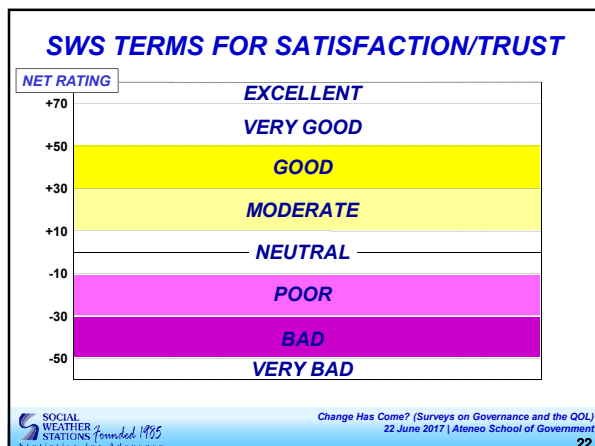 SWS TERMS FOR SATISFACTION/TRUST
NET RATING
EXCELLENT
+70
VERY GOOD
+50
GOOD
+30
MODERATE
+10
NEUTRAL
-10
POOR
-30
BAD
-50
VERY BAD
SOCIAL
WEATHER
STATIONS Founded 1985
Change Has Come? (Surveys on Governance and the QOL)
22 June 2017 | Ateneo School of Government
22